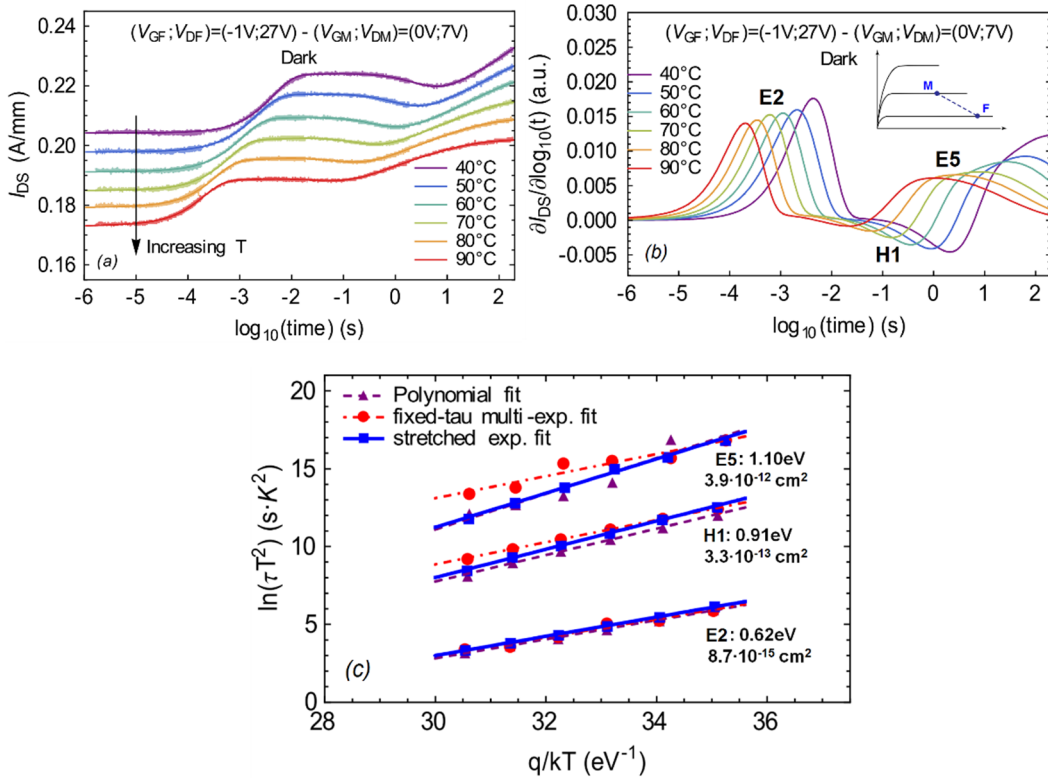 (V_GF;V_DF)=(-1V;27V) - (V_GM;V_DM)=(0V;7V)
Dark
I_DS (A/mm)
0.24
0.22
0.20
0.18
0.16
40°C
50°C
60°C
70°C
80°C
90°C
(a)
Increasing T
-6 -5 -4 -3 -2 -1 0 1 2
log10(time) (s)
(V_GF;V_DF)=(-1V;27V) - (V_GM;V_DM)=(0V;7V)
Dark
∂I_DS/∂log10(t) (a.u.)
0.030
0.025
0.020
0.015
0.010
0.005
0.000
-0.005
40°C
50°C
60°C
70°C
80°C
90°C
E2
M
F
E5
H1
(b)
-6 -5 -4 -3 -2 -1 0 1 2
log10(time) (s)
ln(τT²) (s·K²)
20
15
10
5
0
Polynomial fit
fixed-tau multi-exp. fit
stretched exp. fit
E5: 1.10eV
3.9·10⁻¹² cm²
H1: 0.91eV
3.3·10⁻¹³ cm²
E2: 0.62eV
8.7·10⁻¹⁵ cm²
(c)
28 30 32 34 36
q/kT (eV⁻¹)